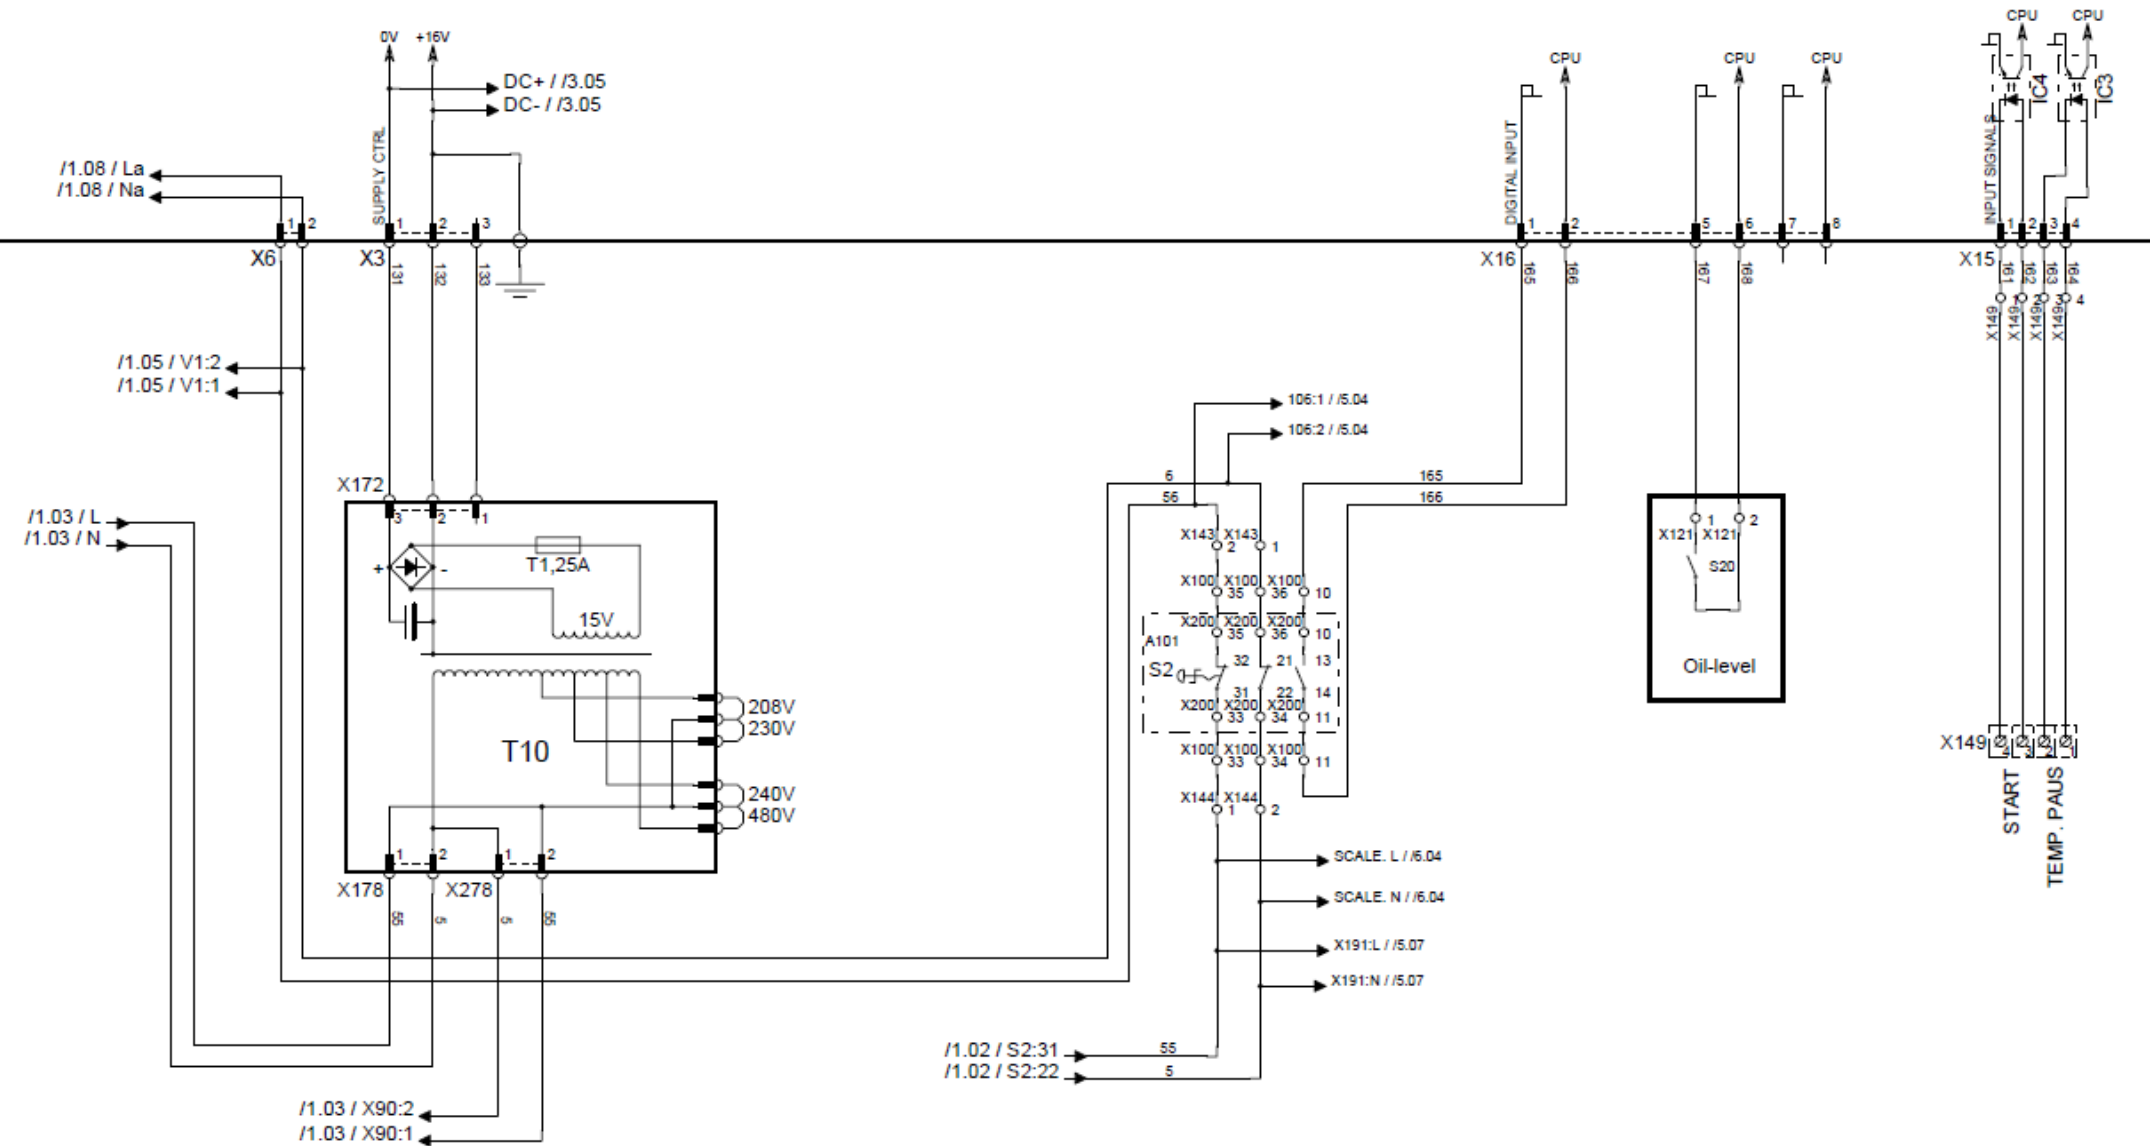 0V +16V
DC+ / /3.05
DC- / /3.05
SUPPLY CTRL
/1.08 / La
/1.08 / Na
1 2
1 2 3
X6
X3
131 132 133
CPU CPU CPU
DIGITAL INPUT
1 2 5 6 7 8
X16
165 166 167 168
CPU CPU
IC4 IC3
INPUT SIGNALS
1 2 3 4
X15
161 162 163 164
1 2 3 4
X149 X149 X149 X149
/1.05 / V1:2
/1.05 / V1:1
106:1 / /5.04
106:2 / /5.04
X172
3 2 1
/1.03 / L
/1.03 / N
+ -
T1,25A
15V
208V
230V
T10
240V
480V
1 2 1 2
X178 X278
55 5 5 55
6
56
165
166
X143 X143
2 1
X100 X100 X100
35 36 10
X200 X200 X200
35 36 10
A101
S2
32 21 13
31 22 14
X200 X200 X200
33 34 11
X100 X100 X100
33 34 11
X144 X144
1 2
1 2
X121 X121
S20
Oil-level
X149 4 3 2 1
START
TEMP. PAUS
SCALE. L / /6.04
SCALE. N / /6.04
X191:L / /5.07
X191:N / /5.07
/1.02 / S2:31 55
/1.02 / S2:22 5
/1.03 / X90:2
/1.03 / X90:1